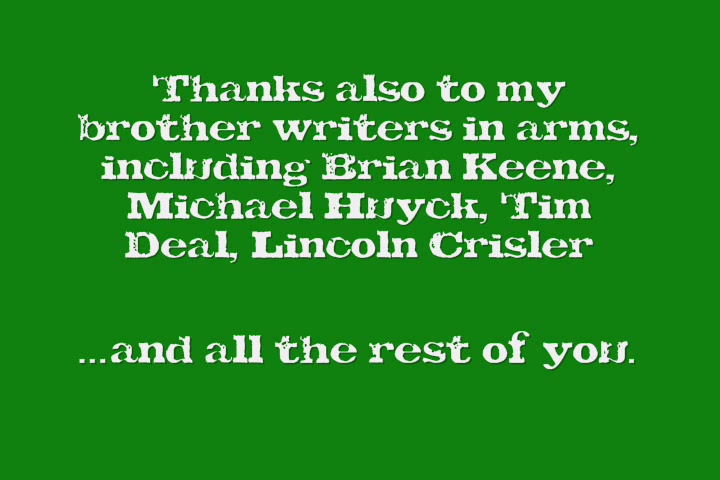 Thanks also to my
brother writers in arms,
including Brian Keene,
Michael Huyck, Tim
Deal, Lincoln Crisler
...and all the rest of you.